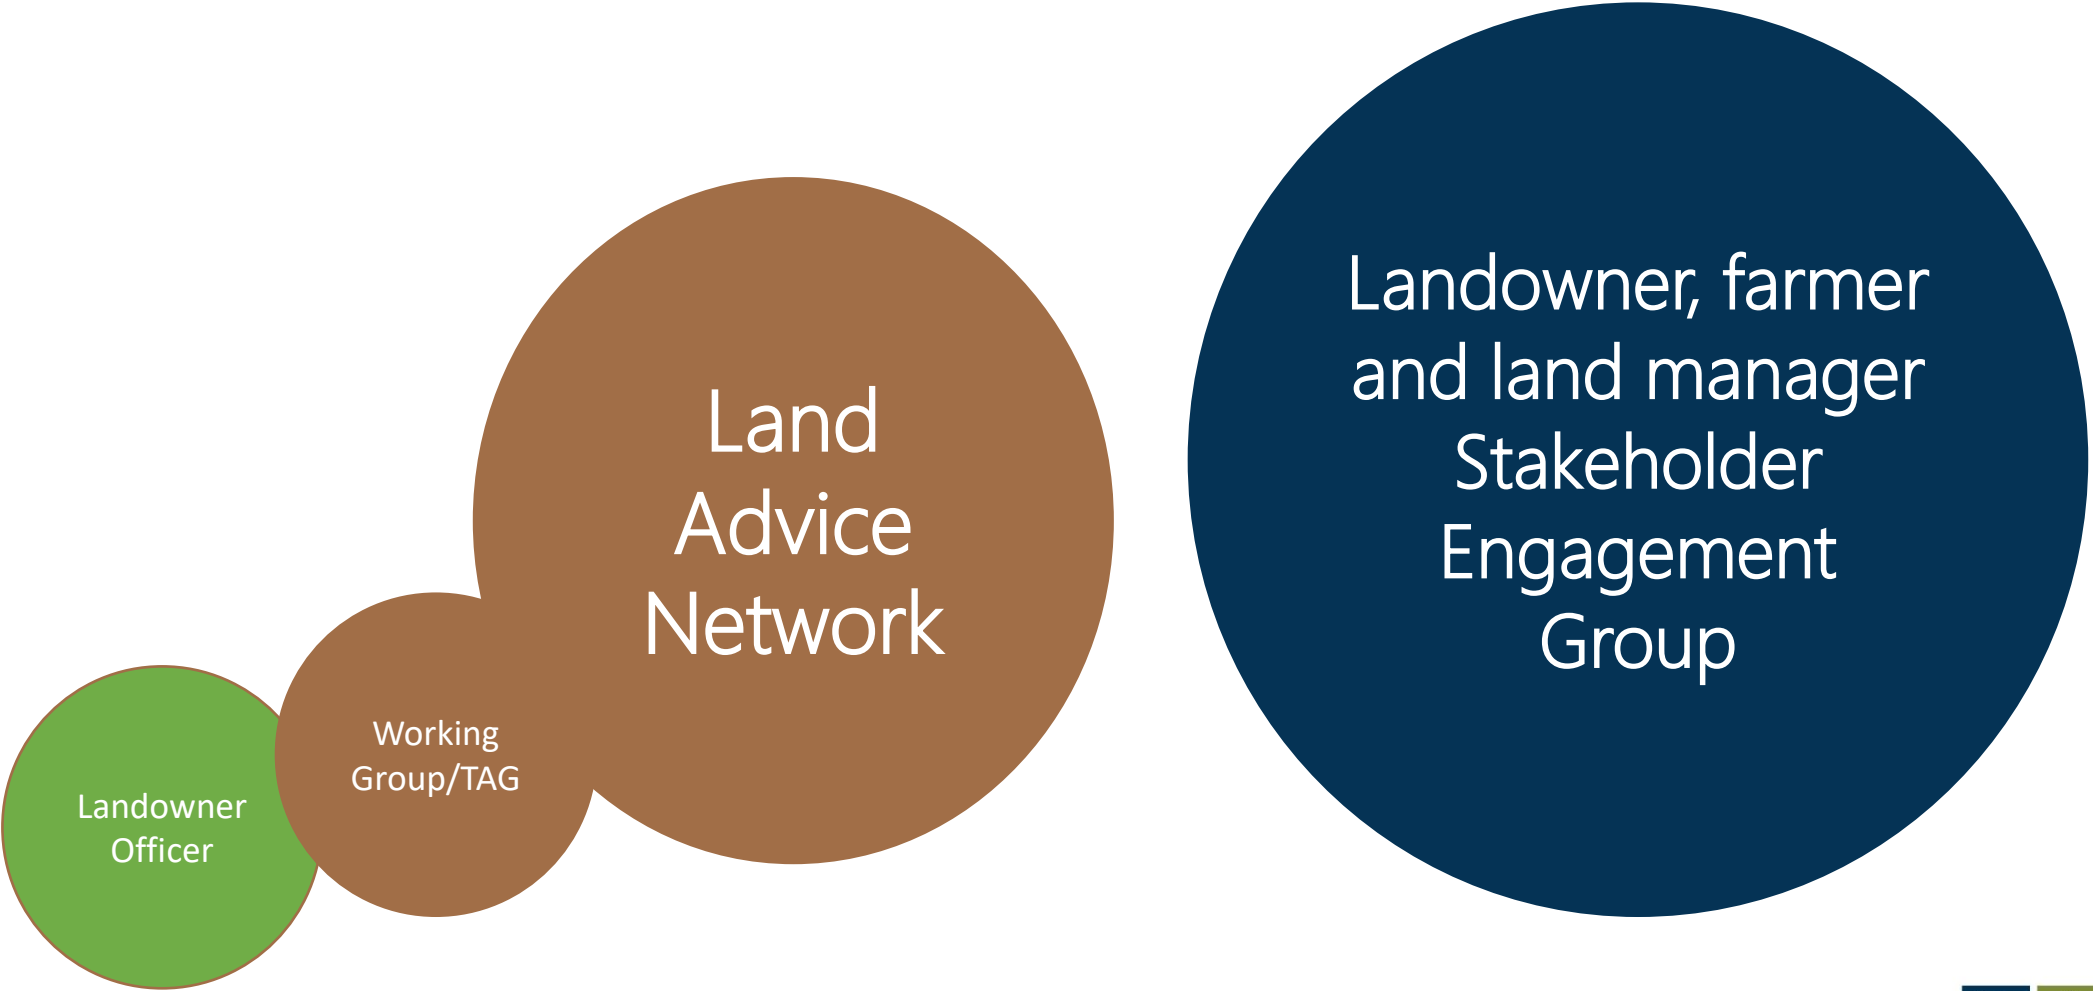 Landowner
Officer
Working
Group/TAG
Land
Advice
Network
Landowner, farmer
and land manager
Stakeholder
Engagement
Group